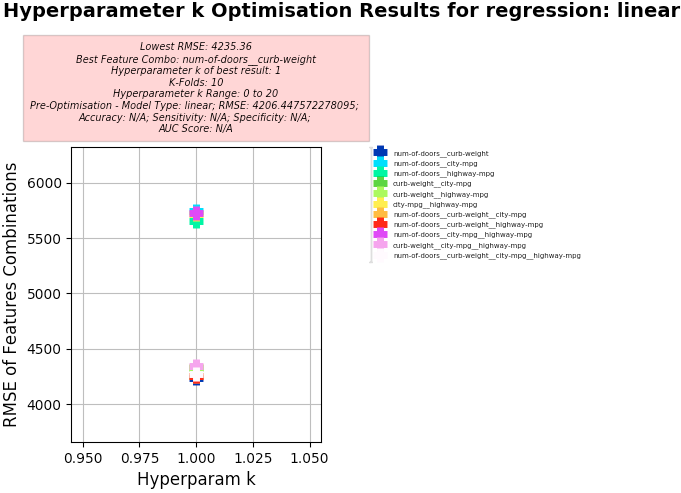 Hyperparameter k Optimisation Results for regression: linear
Lowest RMSE: 4235.36
Best Feature Combo: num-of-doors__curb-weight
Hyperparameter k of best result: 1
K-Folds: 10
Hyperparameter k Range: 0 to 20
Pre-Optimisation - Model Type: linear; RMSE: 4206.447572278095;
Accuracy: N/A; Sensitivity: N/A; Specificity: N/A;
AUC Score: N/A
RMSE of Features Combinations
6000
5500
5000
4500
4000
0.950 0.975 1.000 1.025 1.050
Hyperparam k
num-of-doors__curb-weight
num-of-doors__city-mpg
num-of-doors__highway-mpg
curb-weight__city-mpg
curb-weight__highway-mpg
city-mpg__highway-mpg
num-of-doors__curb-weight__city-mpg
num-of-doors__curb-weight__highway-mpg
num-of-doors__city-mpg__highway-mpg
curb-weight__city-mpg__highway-mpg
num-of-doors__curb-weight__city-mpg__highway-mpg